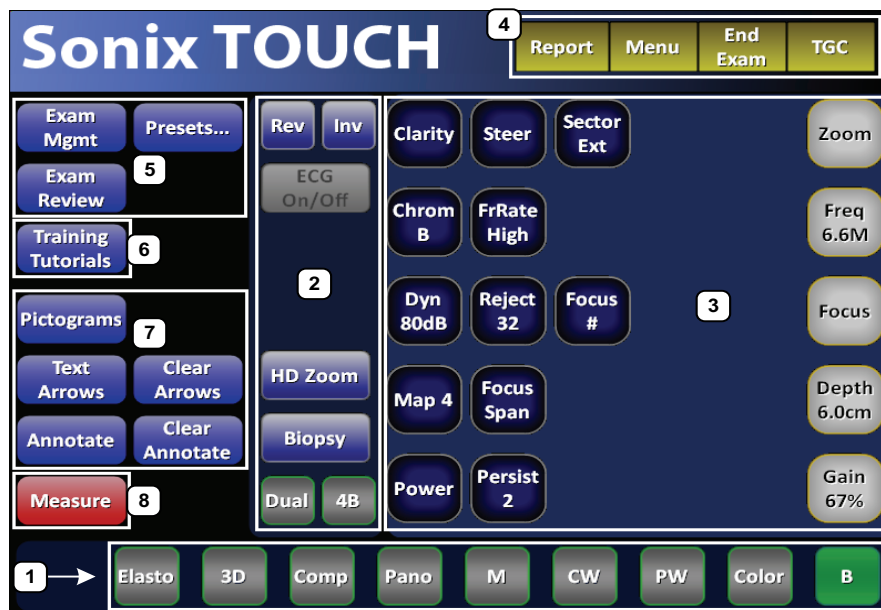 Sonix TOUCH
4
Report
Menu
End
Exam
TGC
Exam
Mgmt
Presets...
Exam
Review
5
Training
Tutorials
6
Pictograms
7
Text
Arrows
Clear
Arrows
Annotate
Clear
Annotate
Measure
8
Rev
Inv
ECG
On/Off
2
HD Zoom
Biopsy
Dual
4B
Clarity
Steer
Sector
Ext
Chrom
B
FrRate
High
Dyn
80dB
Reject
32
Focus
#
3
Map 4
Focus
Span
Power
Persist
2
Zoom
Freq
6.6M
Focus
Depth
6.0cm
Gain
67%
1
Elasto
3D
Comp
Pano
M
CW
PW
Color
B